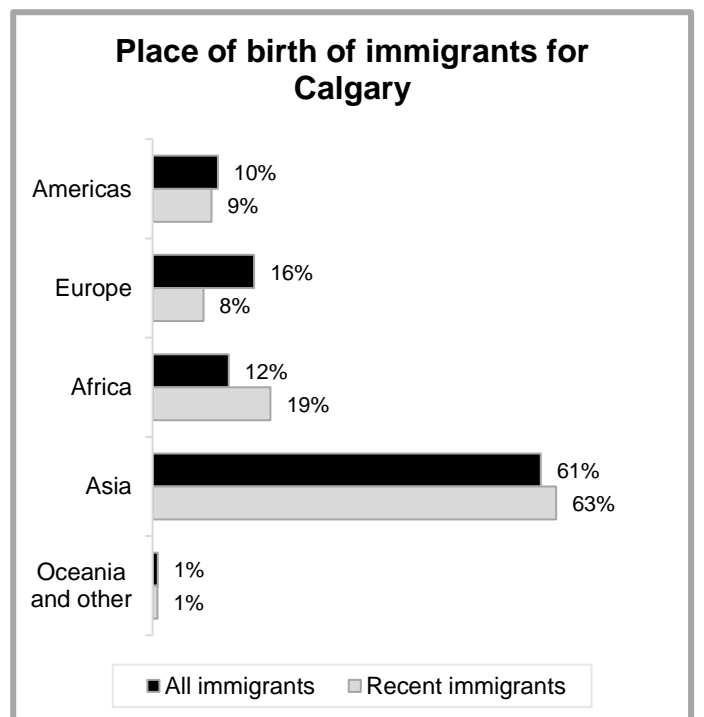 Place of birth of immigrants for
Calgary
Americas
10%
9%
Europe
16%
8%
Africa
12%
19%
Asia
61%
63%
Oceania
and other
1%
1%
All immigrants
Recent immigrants